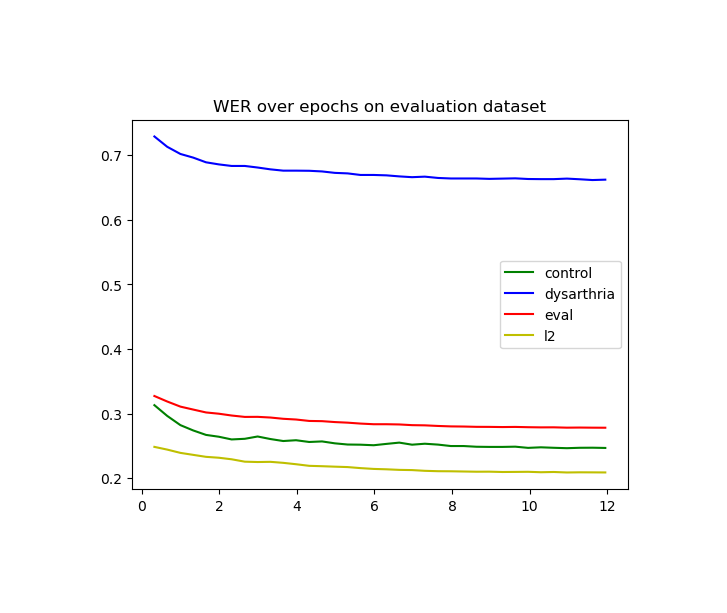 WER over epochs on evaluation dataset
0.7
0.6
0.5
0.4
0.3
0.2
control
dysarthria
eval
l2
0 2 4 6 8 10 12